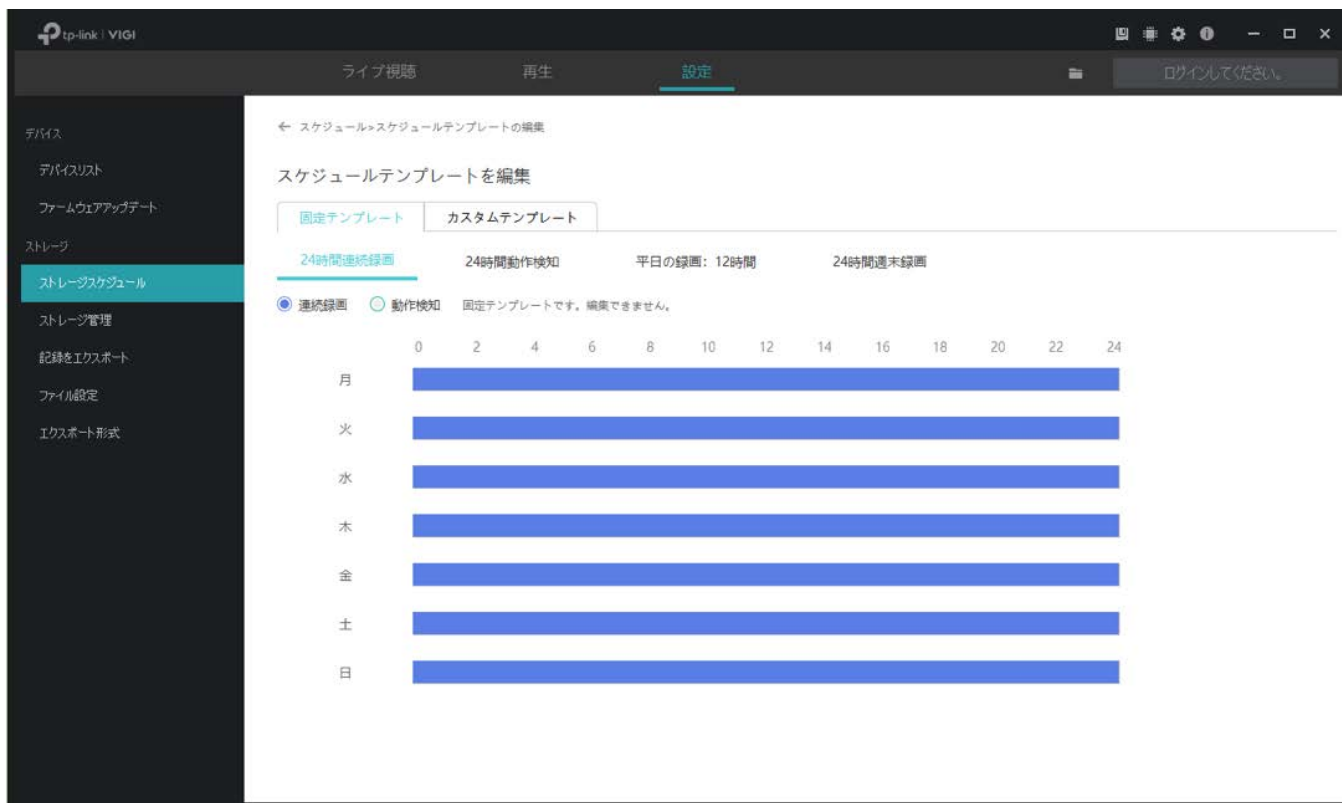 tp-link | VIGI
ライブ視聴 再生 設定 ログインしてください。
デバイス
デバイスリスト
ファームウェアアップデート
ストレージ
ストレージスケジュール
ストレージ管理
記録をエクスポート
ファイル設定
エクスポート形式
← スケジュール>スケジュールテンプレートの編集
スケジュールテンプレートを編集
固定テンプレート カスタムテンプレート
24時間連続録画 24時間動作検知 平日の録画: 12時間 24時間週末録画
連続録画 動作検知 固定テンプレートです。編集できません。
0 2 4 6 8 10 12 14 16 18 20 22 24
月
火
水
木
金
土
日